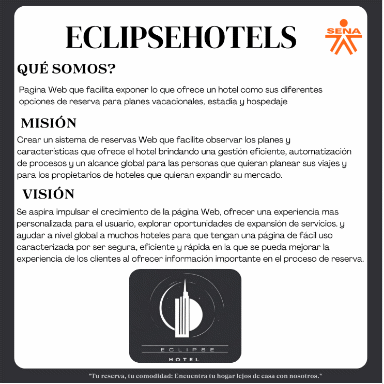 ECLIPSEHOTELS
SENA
QUÉ SOMOS?
Pagina Web que facilita exponer lo que ofrece un hotel como sus diferentes
opciones de reserva para planes vacacionales, estadia y hospedaje
MISIÓN
Crear un sistema de reservas Web que facilite observar los planes y
características que ofrece el hotel brindando una gestión eficiente, automatización
de procesos y un alcance global para las personas que quieran planear sus viajes y
para los propietarios de hoteles que quieran expandir su mercado.
VISIÓN
Se aspira impulsar el crecimiento de la página Web, ofrecer una experiencia mas
personalizada para el usuario, explorar oportunidades de expansión de servicios, y
ayudar a nivel global a muchos hoteles para que tengan una página de fácil uso
caracterizada por ser segura, eficiente y rápida en la que se pueda mejorar la
experiencia de los clientes al ofrecer información importante en el proceso de reserva.
ECLIPSE
HOTEL
"Tu reserva, tu comodidad: Encuentra tu hogar lejos de casa con nosotros."